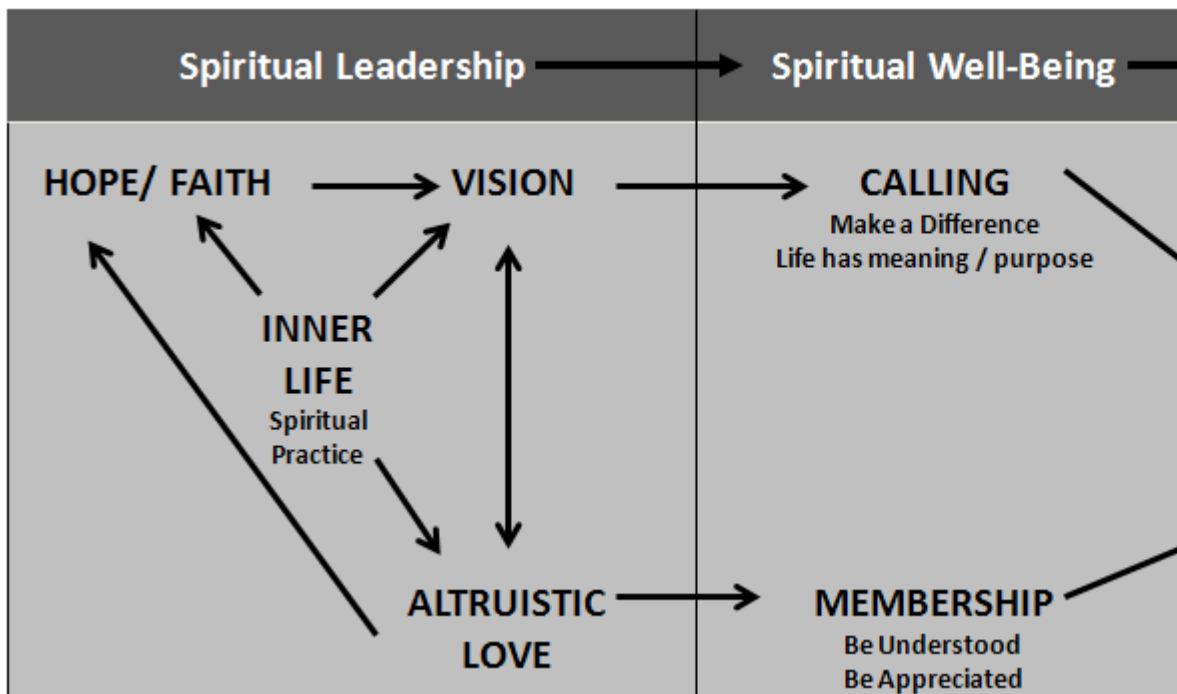 Spiritual Leadership
Spiritual Well-Being
HOPE/ FAITH
VISION
CALLING
Make a Difference
Life has meaning / purpose
INNER
LIFE
Spiritual
Practice
ALTRUISTIC
LOVE
MEMBERSHIP
Be Understood
Be Appreciated